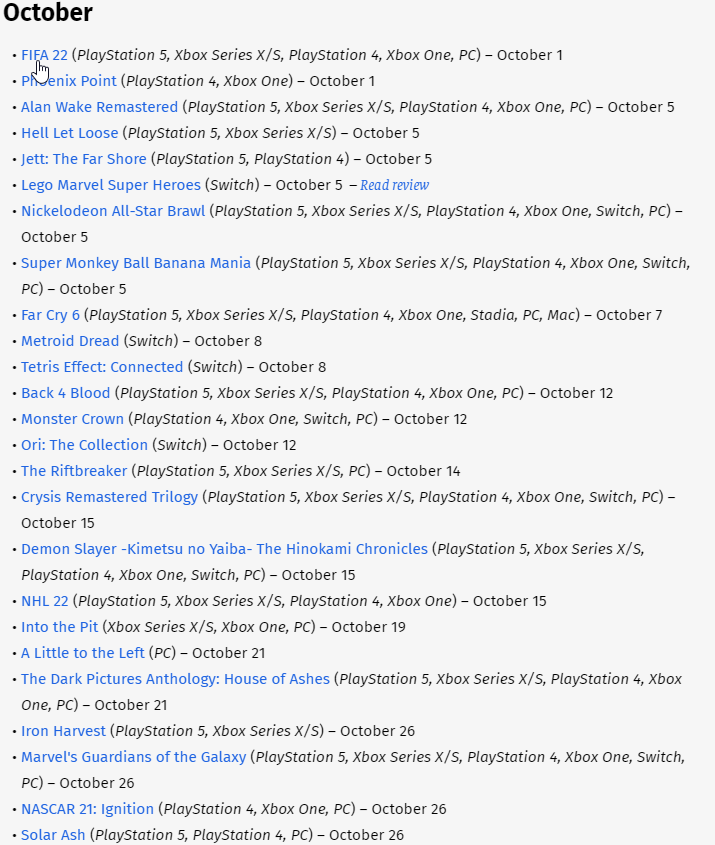 October
• FIFA 22 (PlayStation 5, Xbox Series X/S, PlayStation 4, Xbox One, PC) – October 1
• Phoenix Point (PlayStation 4, Xbox One) – October 1
• Alan Wake Remastered (PlayStation 5, Xbox Series X/S, PlayStation 4, Xbox One, PC) – October 5
• Hell Let Loose (PlayStation 5, Xbox Series X/S) – October 5
• Jett: The Far Shore (PlayStation 5, PlayStation 4) – October 5
• Lego Marvel Super Heroes (Switch) – October 5 – Read review
• Nickelodeon All-Star Brawl (PlayStation 5, Xbox Series X/S, PlayStation 4, Xbox One, Switch, PC) –
October 5
• Super Monkey Ball Banana Mania (PlayStation 5, Xbox Series X/S, PlayStation 4, Xbox One, Switch,
PC) – October 5
• Far Cry 6 (PlayStation 5, Xbox Series X/S, PlayStation 4, Xbox One, Stadia, PC, Mac) – October 7
• Metroid Dread (Switch) – October 8
• Tetris Effect: Connected (Switch) – October 8
• Back 4 Blood (PlayStation 5, Xbox Series X/S, PlayStation 4, Xbox One, PC) – October 12
• Monster Crown (PlayStation 4, Xbox One, Switch, PC) – October 12
• Ori: The Collection (Switch) – October 12
• The Riftbreaker (PlayStation 5, Xbox Series X/S, PC) – October 14
• Crysis Remastered Trilogy (PlayStation 5, Xbox Series X/S, PlayStation 4, Xbox One, Switch, PC) –
October 15
• Demon Slayer -Kimetsu no Yaiba- The Hinokami Chronicles (PlayStation 5, Xbox Series X/S,
PlayStation 4, Xbox One, Switch, PC) – October 15
• NHL 22 (PlayStation 5, Xbox Series X/S, PlayStation 4, Xbox One) – October 15
• Into the Pit (Xbox Series X/S, Xbox One, PC) – October 19
• A Little to the Left (PC) – October 21
• The Dark Pictures Anthology: House of Ashes (PlayStation 5, Xbox Series X/S, PlayStation 4, Xbox
One, PC) – October 21
• Iron Harvest (PlayStation 5, Xbox Series X/S) – October 26
• Marvel's Guardians of the Galaxy (PlayStation 5, Xbox Series X/S, PlayStation 4, Xbox One, Switch,
PC) – October 26
• NASCAR 21: Ignition (PlayStation 4, Xbox One, PC) – October 26
• Solar Ash (PlayStation 5, PlayStation 4, PC) – October 26